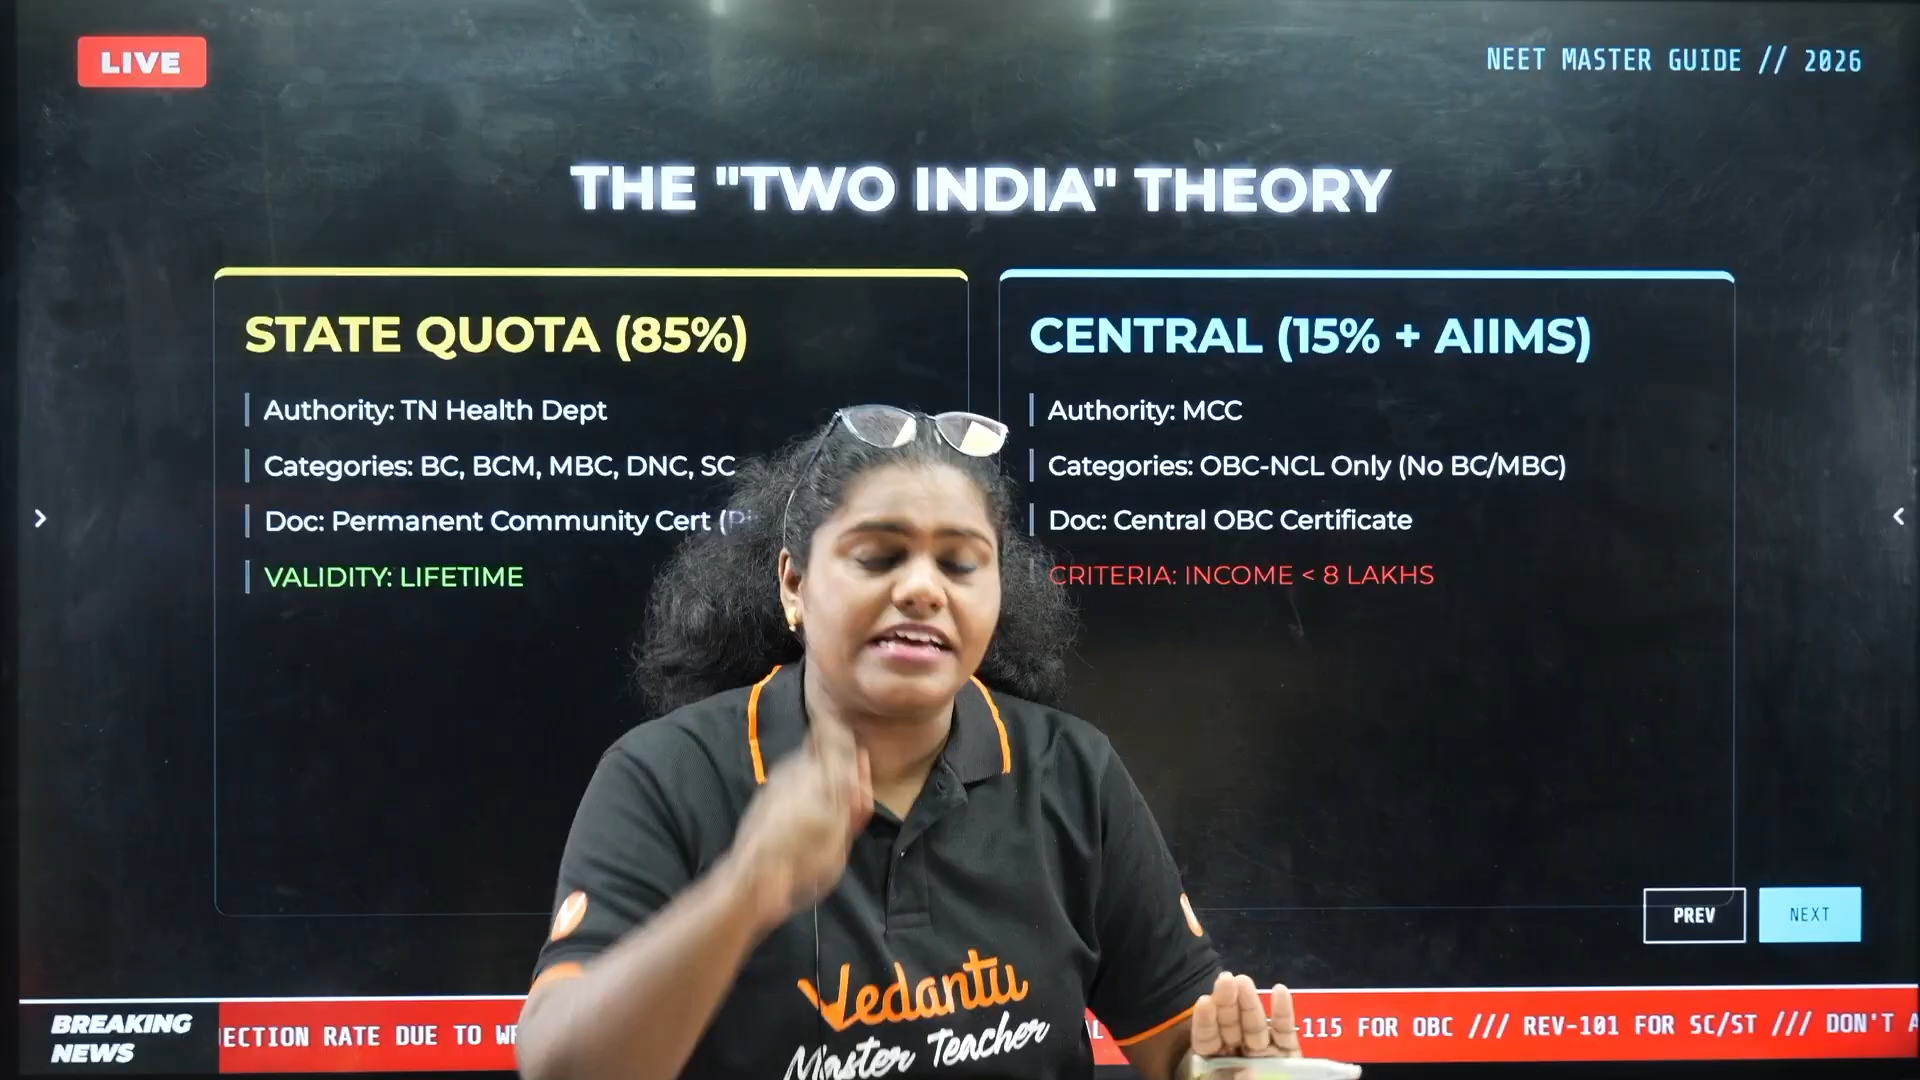 LIVE
NEET MASTER GUIDE // 2026
THE "TWO INDIA" THEORY
STATE QUOTA (85%)
Authority: TN Health Dept
Categories: BC, BCM, MBC, DNC, SC
Doc: Permanent Community Cert
VALIDITY: LIFETIME
CENTRAL (15% + AIIMS)
Authority: MCC
Categories: OBC-NCL Only (No BC/MBC)
Doc: Central OBC Certificate
CRITERIA: INCOME < 8 LAKHS
PREV
NEXT
Vedantu
Master Teacher
BREAKING
NEWS
ECTION RATE DUE TO
-115 FOR OBC /// REV-101 FOR SC/ST /// DON'T